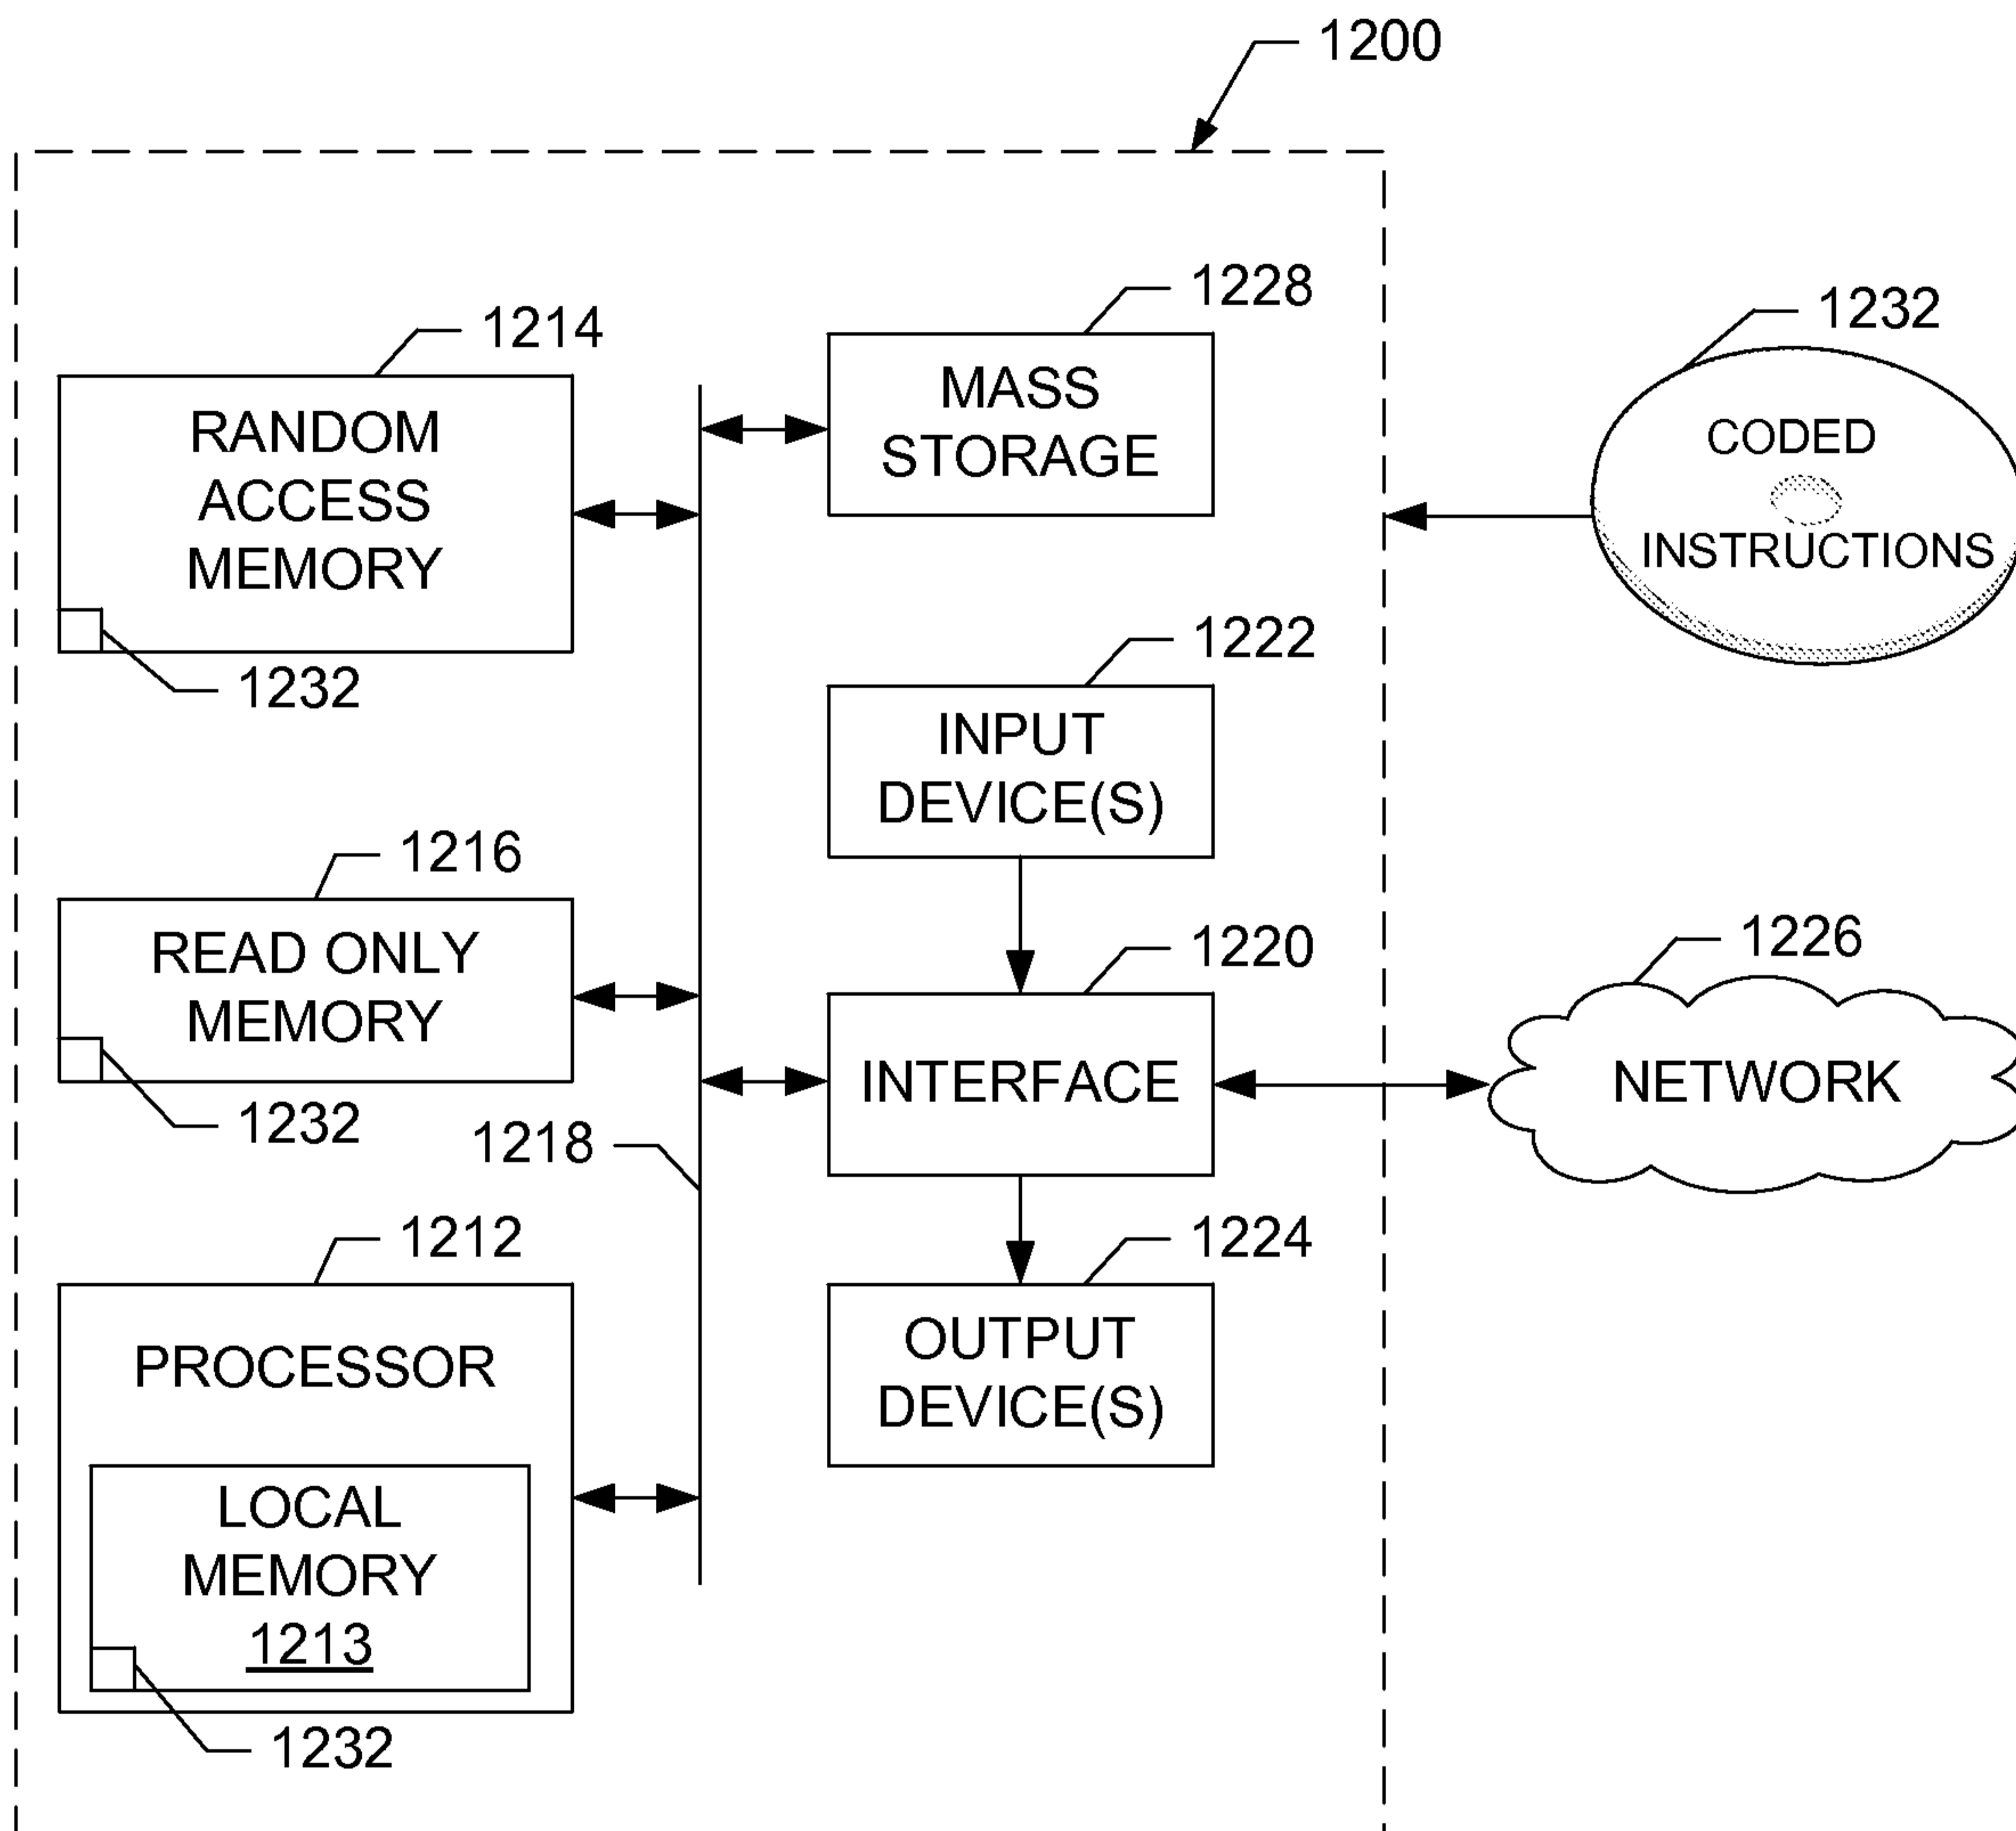 1200
1228
1232
1214
MASS
STORAGE
RANDOM
ACCESS
MEMORY
CODED
INSTRUCTIONS
1232
1222
INPUT
DEVICE(S)
1216
READ ONLY
MEMORY
1220
1226
INTERFACE
NETWORK
1232
1218
1212
1224
PROCESSOR
OUTPUT
DEVICE(S)
LOCAL
MEMORY
1213
1232